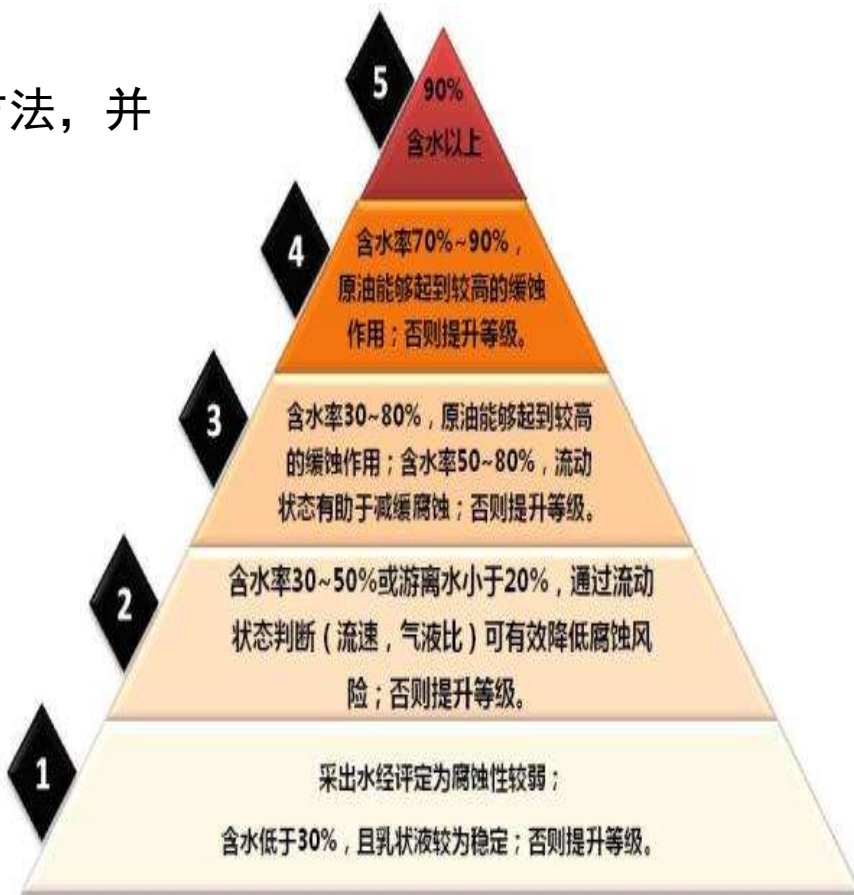 方法，并
5
90%
含水以上
4
含水率70%~90%，
原油能够起到较高的缓蚀
作用；否则提升等级。
3
含水率30~80%，原油能够起到较高
的缓蚀作用；含水率50~80%，流动
状态有助于减缓腐蚀；否则提升等级。
2
含水率30~50%或游离水小于20%，通过流动
状态判断（流速，气液比）可有效降低腐蚀风
险；否则提升等级。
1
采出水经评定为腐蚀性较弱；
含水低于30%，且乳状液较为稳定；否则提升等级。